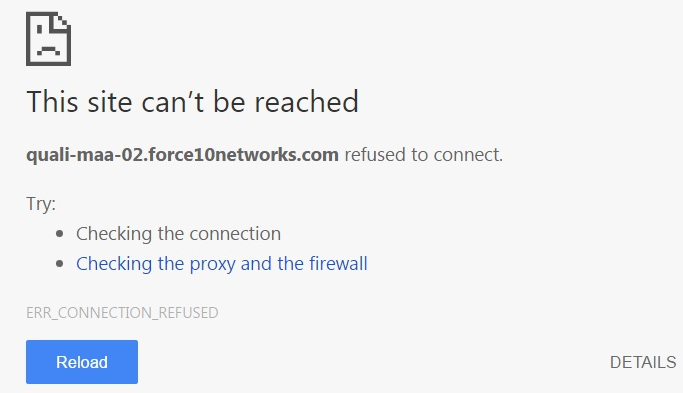 This site can’t be reached
quali-maa-02.force10networks.com refused to connect.
Try:
• Checking the connection
• Checking the proxy and the firewall
ERR_CONNECTION_REFUSED
Reload
DETAILS